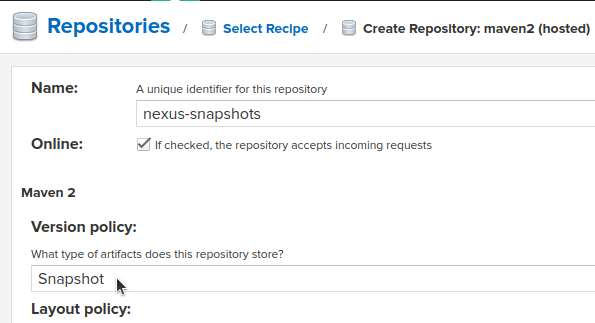 Repositories / Select Recipe / Create Repository: maven2 (hosted)
Name: A unique identifier for this repository
nexus-snapshots
Online: If checked, the repository accepts incoming requests
Maven 2
Version policy:
What type of artifacts does this repository store?
Snapshot
Layout policy: